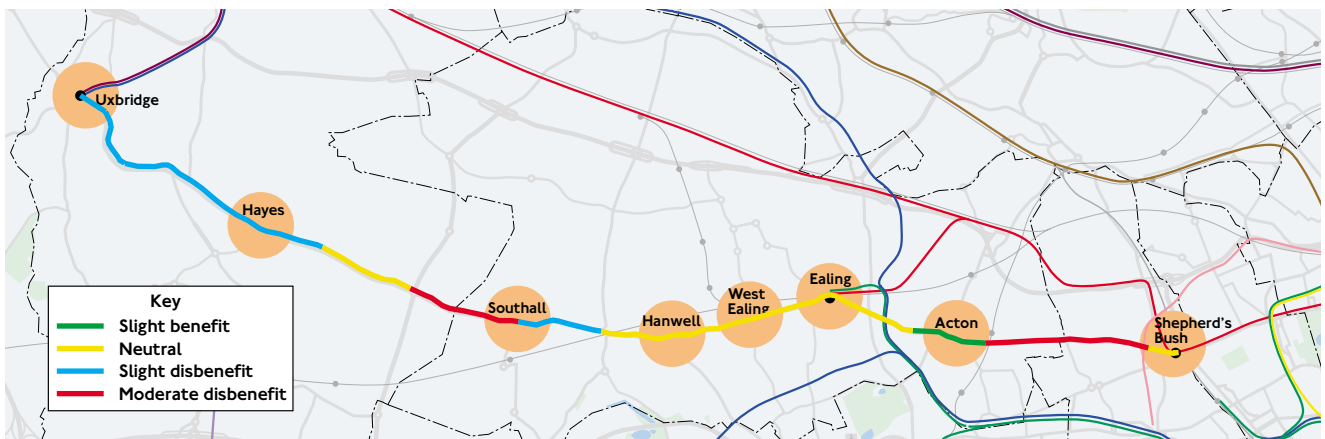 Uxbridge
Hayes
Southall
Hanwell
West
Ealing
Ealing
Acton
Shepherd's
Bush
Key
Slight benefit
Neutral
Slight disbenefit
Moderate disbenefit